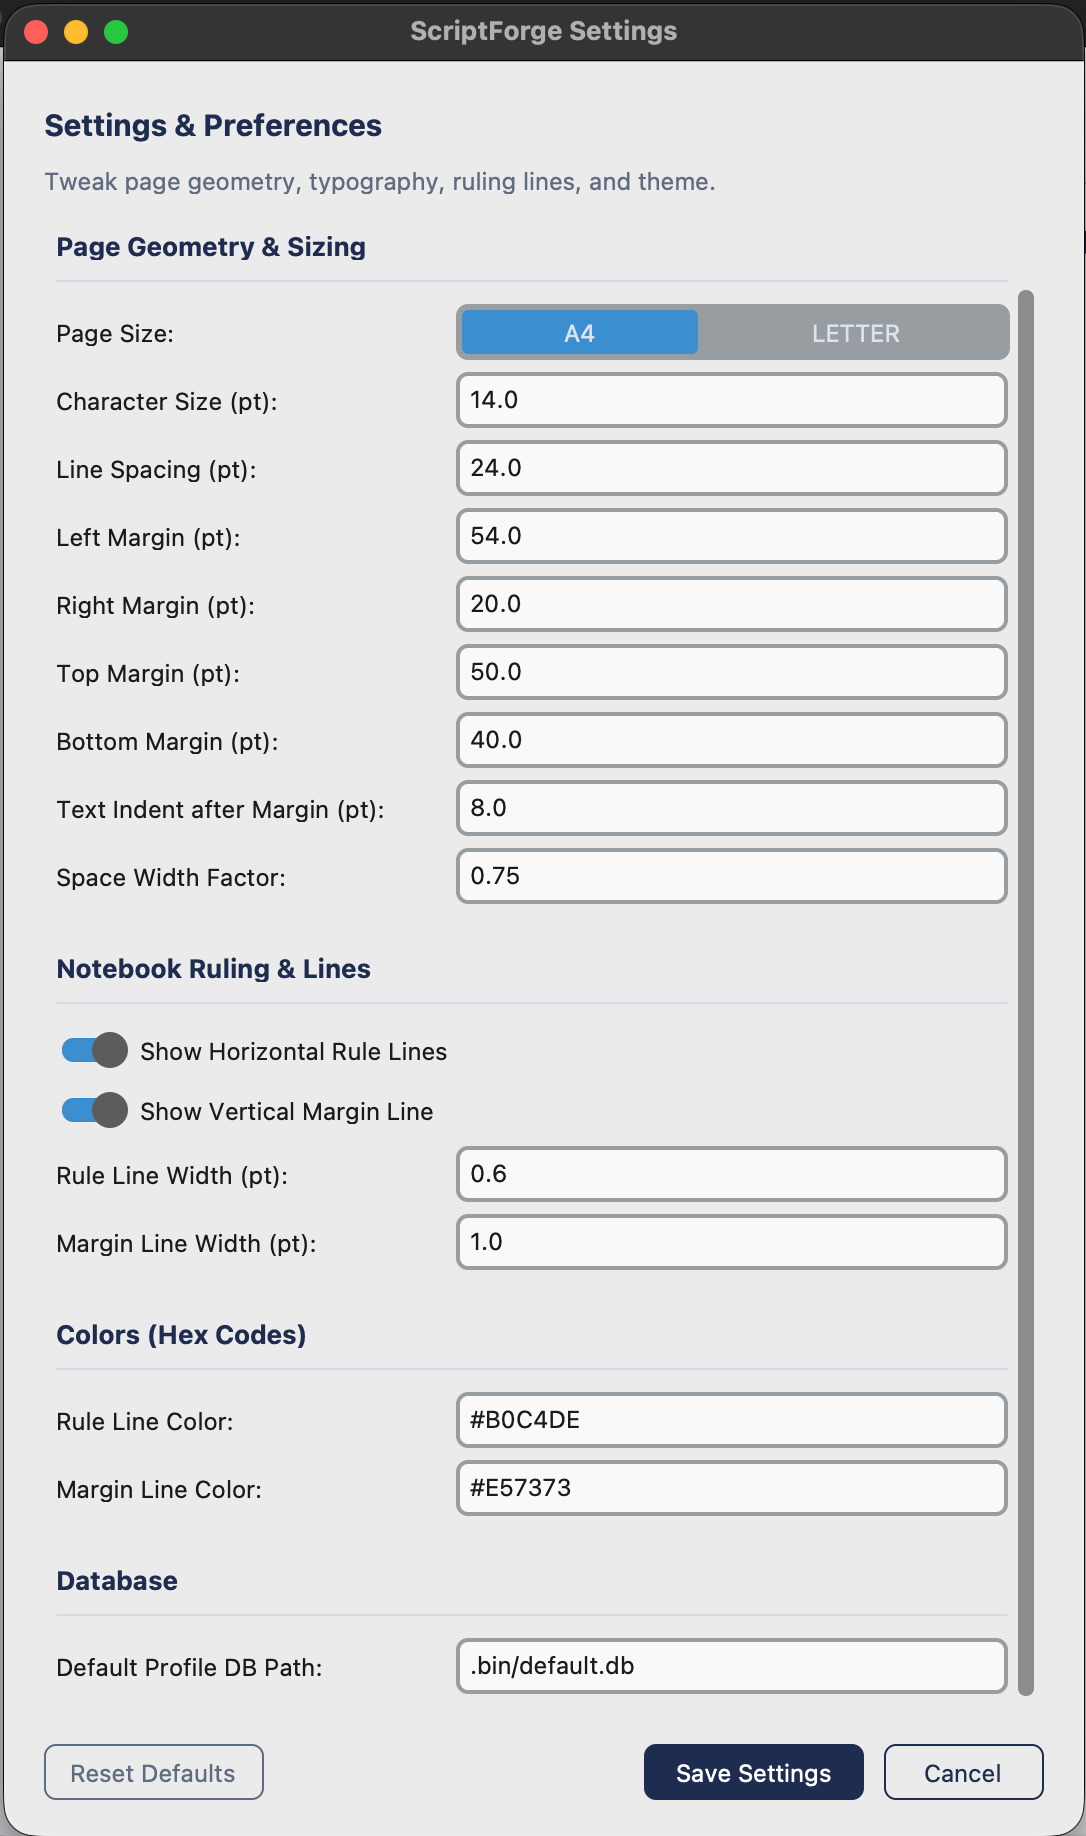 ScriptForge Settings
Settings & Preferences
Tweak page geometry, typography, ruling lines, and theme.
Page Geometry & Sizing
Page Size: A4 LETTER
Character Size (pt): 14.0
Line Spacing (pt): 24.0
Left Margin (pt): 54.0
Right Margin (pt): 20.0
Top Margin (pt): 50.0
Bottom Margin (pt): 40.0
Text Indent after Margin (pt): 8.0
Space Width Factor: 0.75
Notebook Ruling & Lines
Show Horizontal Rule Lines
Show Vertical Margin Line
Rule Line Width (pt): 0.6
Margin Line Width (pt): 1.0
Colors (Hex Codes)
Rule Line Color: #B0C4DE
Margin Line Color: #E57373
Database
Default Profile DB Path: .bin/default.db
Reset Defaults Save Settings Cancel